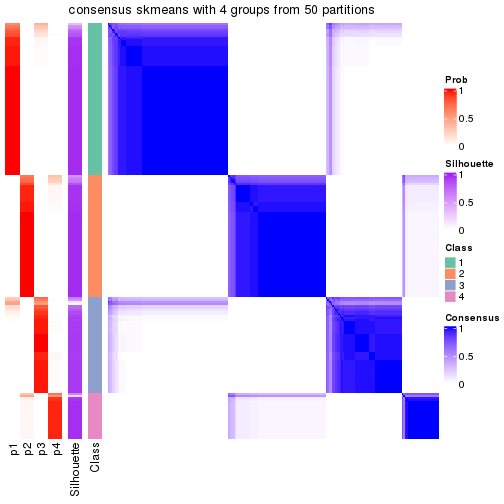 consensus skmeans with 4 groups from 50 partitions
Prob
1
0.5
0
Silhouette
1
0.5
0
Class
1
2
3
4
Consensus
1
0.5
0
p1
p2
p3
p4
Silhouette
Class